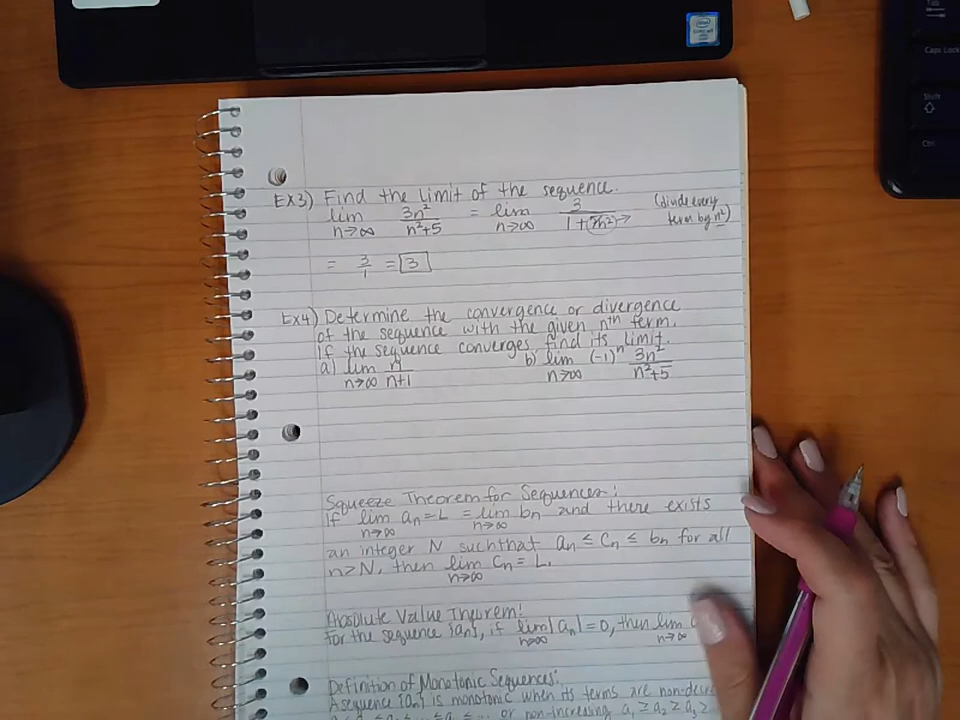 EX3) Find the limit of the sequence.
lim n→∞ 3n²/n²+5 = lim n→∞ 3/1+ (divide every term by n²)
= 3/1 = 3
Ex4) Determine the convergence or divergence
of the sequence with the given nth term.
If the sequence converges find its limit.
a) lim n→∞ n/n+1 b) lim n→∞ (-1)ⁿ 3n²/n²+5
Squeeze Theorem for Sequences:
If lim n→∞ an = L = lim n→∞ bn and there exists
an integer N such that an ≤ Cn ≤ bn for all
n>N, then lim n→∞ Cn = L.
Absolute Value Theorem:
For the sequence {an}, if lim n→∞ |an| = 0, then lim n→∞
Definition of Monotonic Sequences:
A sequence {an} is monotonic when its terms are
or non-increasing a₁ ≥ a₂ ≥ a₃ ≥
intel
Caps Lock
Shift
Ctrl